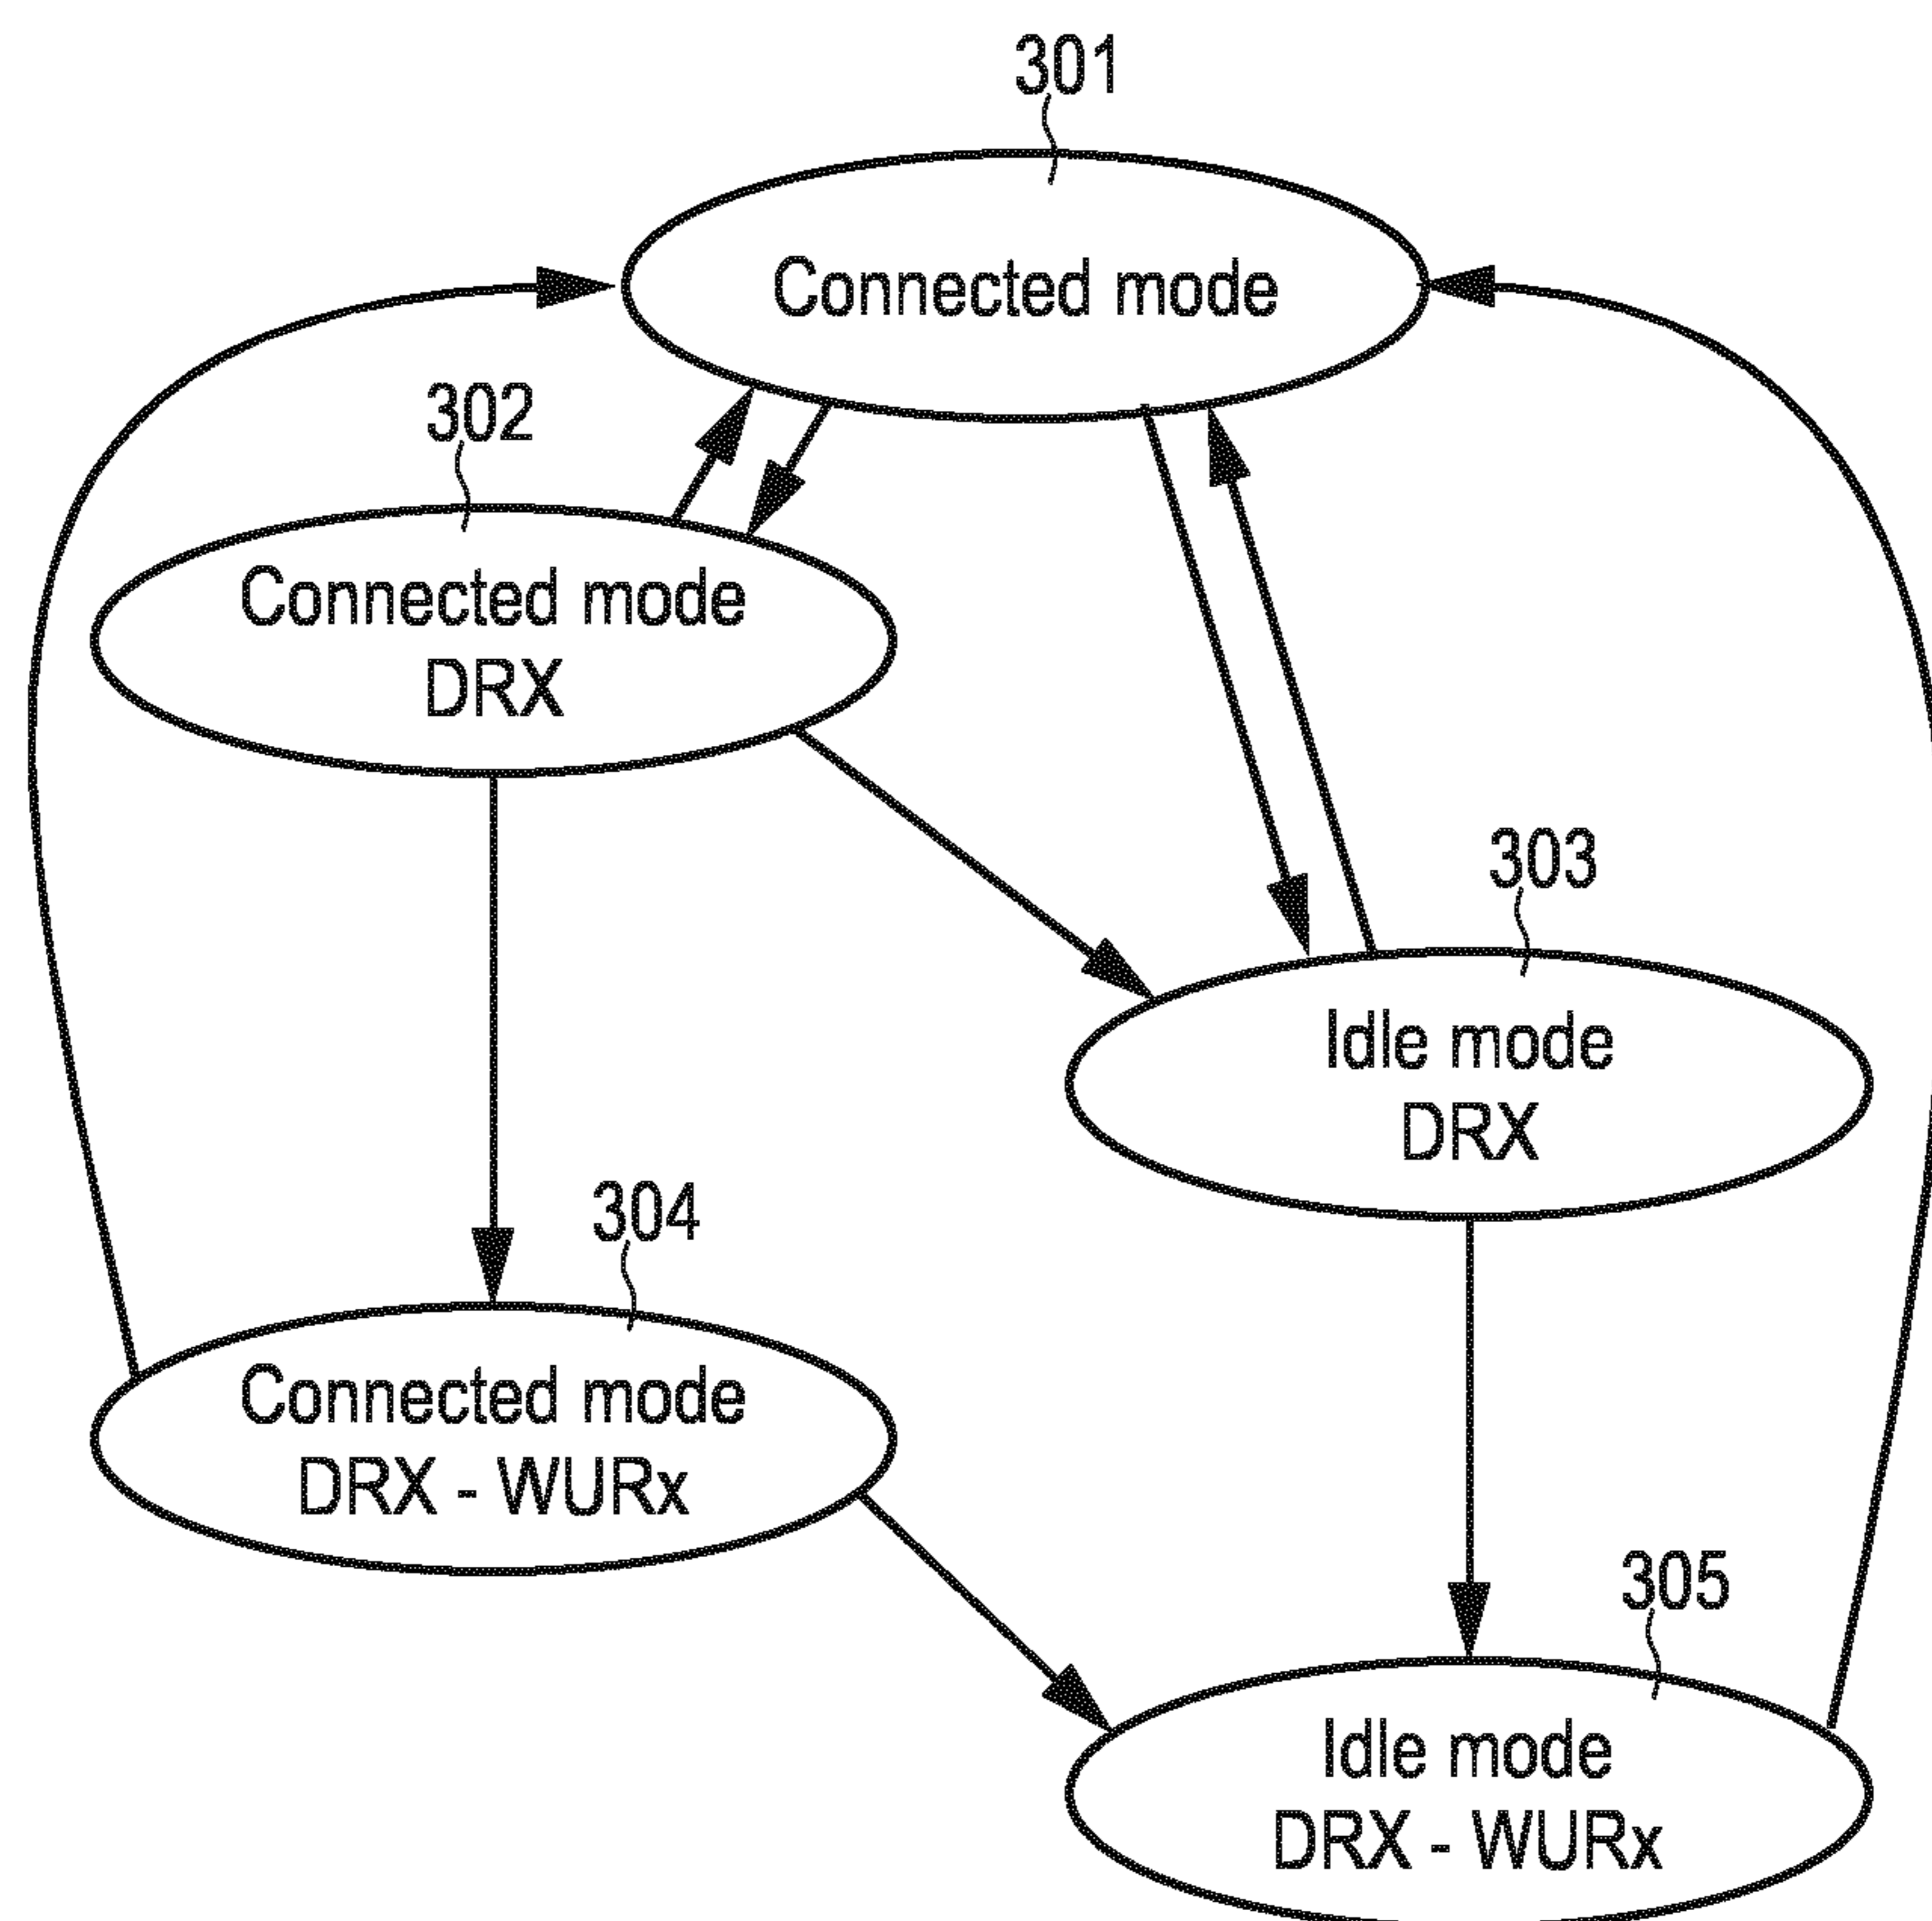 301
Connected mode
302
Connected mode
DRX
303
Idle mode
DRX
304
Connected mode
DRX - WURx
305
Idle mode
DRX - WURx